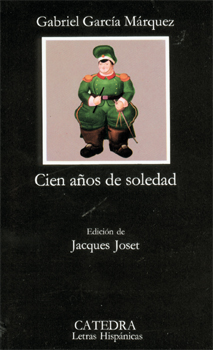 Gabriel García Márquez
Cien años de soledad
Edición de
Jacques Joset
CATEDRA
Letras Hispánicas